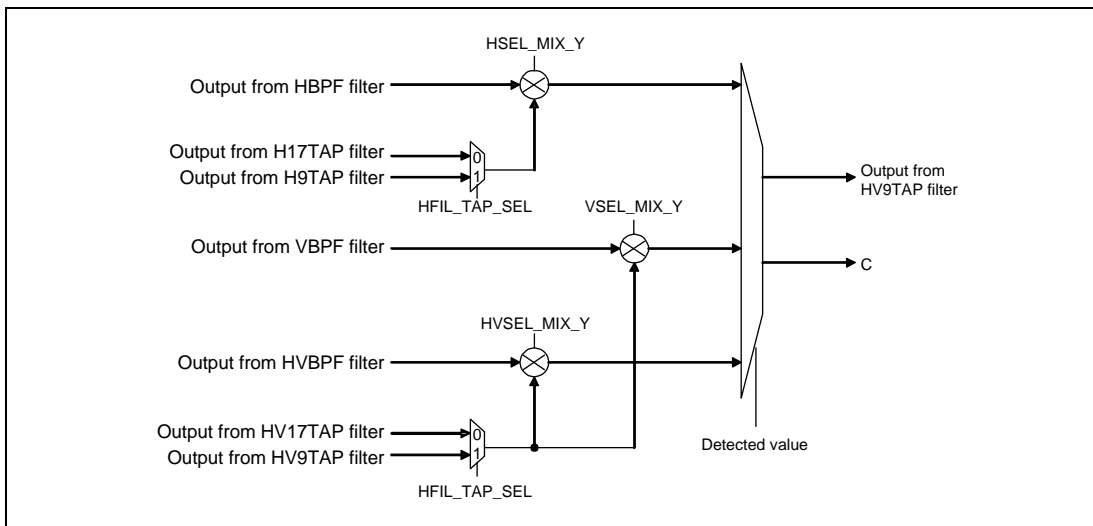 HSEL_MIX_Y
Output from HBPF filter
Output from H17TAP filter
0
Output from H9TAP filter
1
HFIL_TAP_SEL
VSEL_MIX_Y
Output from
HV9TAP filter
Output from VBPF filter
C
HVSEL_MIX_Y
Output from HVBPF filter
Output from HV17TAP filter
0
Output from HV9TAP filter
1
Detected value
HFIL_TAP_SEL